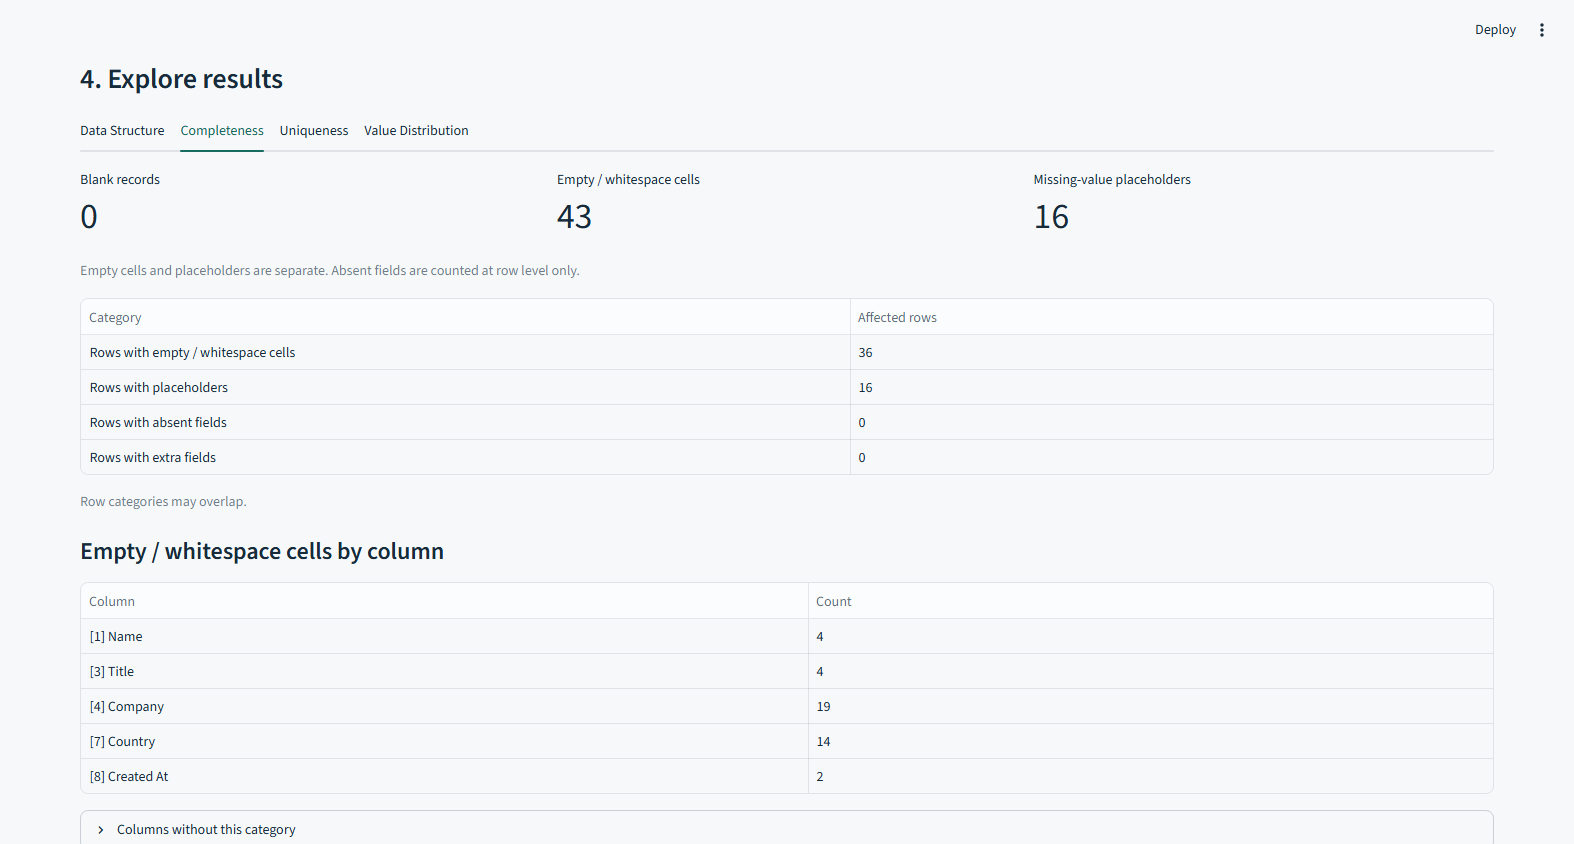 Deploy
4. Explore results
Data Structure Completeness Uniqueness Value Distribution
Blank records Empty / whitespace cells Missing-value placeholders
0 43 16
Empty cells and placeholders are separate. Absent fields are counted at row level only.
Category Affected rows
Rows with empty / whitespace cells 36
Rows with placeholders 16
Rows with absent fields 0
Rows with extra fields 0
Row categories may overlap.
Empty / whitespace cells by column
Column Count
[1] Name 4
[3] Title 4
[4] Company 19
[7] Country 14
[8] Created At 2
Columns without this category